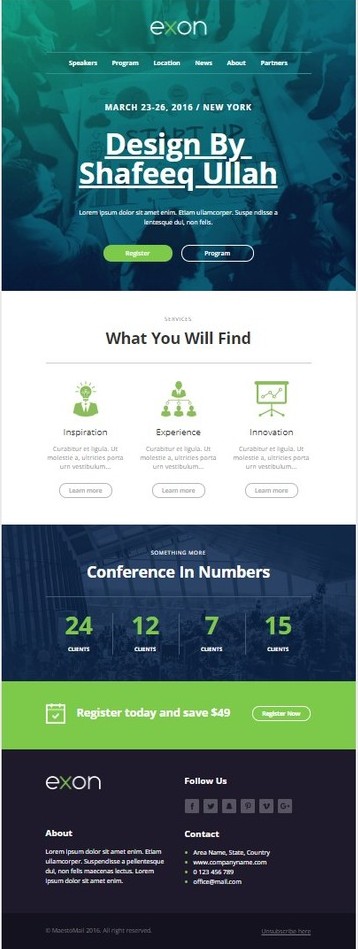 exon
Speakers Program Location News About Partners
MARCH 23-26, 2016 / NEW YORK
Design By
Shafeeq Ullah
Lorem ipsum dolor sit amet enim. Etiam ullamcorper. Suspe ndisse a
lentesque dui, non felis.
Register Program
SERVICES
What You Will Find
Inspiration Experience Innovation
Curabitur et ligula. Ut Curabitur et ligula. Ut Curabitur et ligula. Ut
molestie a, ultricies porta molestie a, ultricies porta molestie a, ultricies porta
urn vestibulum... urn vestibulum... urn vestibulum...
Learn more Learn more Learn more
SOMETHING MORE
Conference In Numbers
24 12 7 15
CLIENTS CLIENTS CLIENTS CLIENTS
Register today and save $49 Register Now
exon
Follow Us
About
Lorem ipsum dolor sit amet enim. Etiam
ullamcorper. Suspendisse a pellentesque
dui, non felis maecenas lectus. Lorem
ipsum dolor sit amet enim.
Contact
Area Name, State, Country
www.companyname.com
0 123 456 789
office@mail.com
© MaestoMail 2016. All right reserved. Unsubscribe here